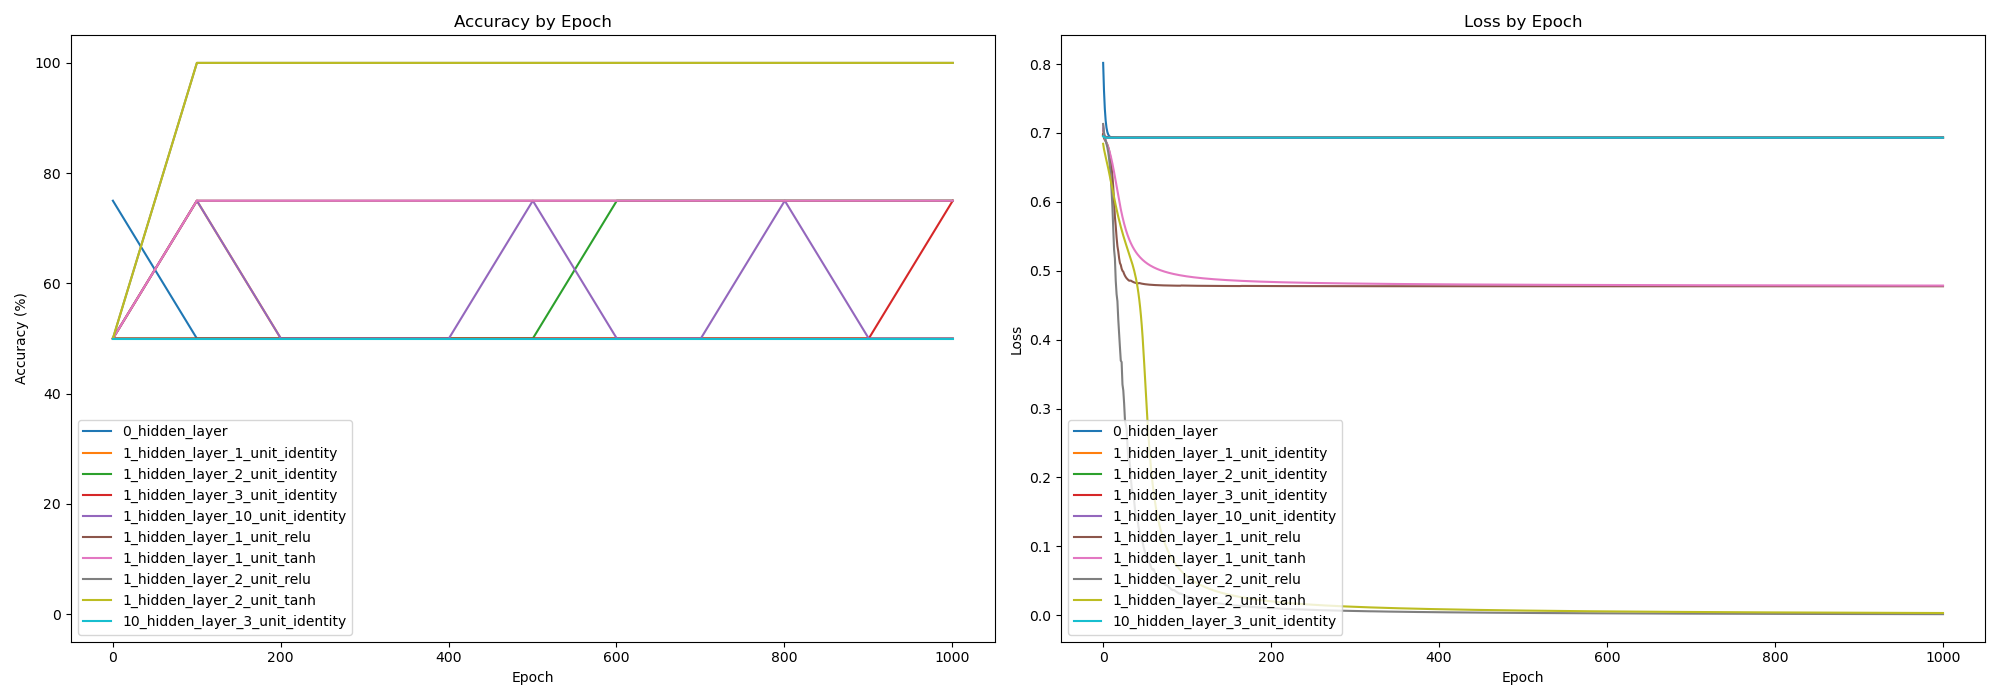 Accuracy by Epoch
100
80
60
40
20
0
Accuracy (%)
0_hidden_layer
1_hidden_layer_1_unit_identity
1_hidden_layer_2_unit_identity
1_hidden_layer_3_unit_identity
1_hidden_layer_10_unit_identity
1_hidden_layer_1_unit_relu
1_hidden_layer_1_unit_tanh
1_hidden_layer_2_unit_relu
1_hidden_layer_2_unit_tanh
10_hidden_layer_3_unit_identity
0 200 400 600 800 1000
Epoch
Loss by Epoch
0.8
0.7
0.6
0.5
0.4
0.3
0.2
0.1
0.0
Loss
0_hidden_layer
1_hidden_layer_1_unit_identity
1_hidden_layer_2_unit_identity
1_hidden_layer_3_unit_identity
1_hidden_layer_10_unit_identity
1_hidden_layer_1_unit_relu
1_hidden_layer_1_unit_tanh
1_hidden_layer_2_unit_relu
1_hidden_layer_2_unit_tanh
10_hidden_layer_3_unit_identity
0 200 400 600 800 1000
Epoch